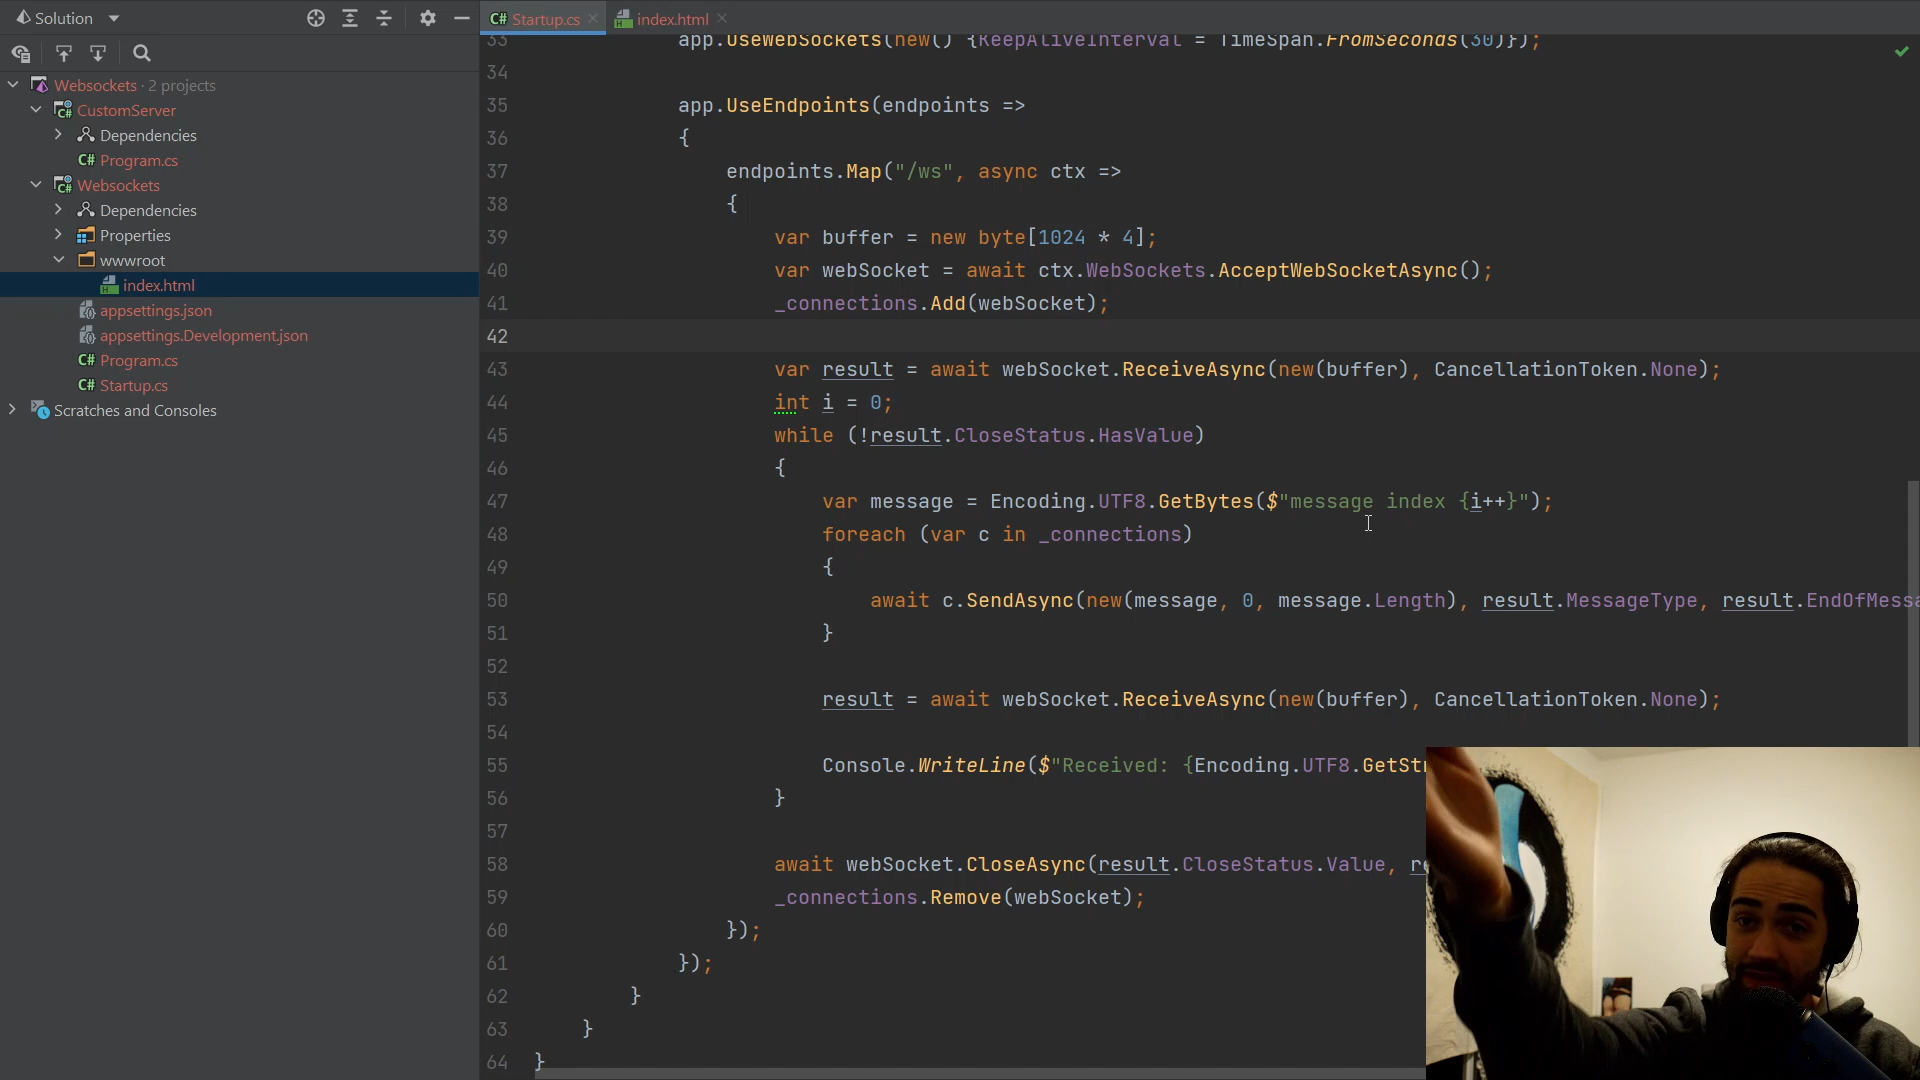 Solution
Startup.cs
index.html
Websockets · 2 projects
CustomServer
Dependencies
Program.cs
Websockets
Dependencies
Properties
wwwroot
index.html
appsettings.json
appsettings.Development.json
Program.cs
Startup.cs
Scratches and Consoles
33 app.UseWebSockets(new() {KeepAliveInterval = TimeSpan.FromSeconds(30)});
34
35 app.UseEndpoints(endpoints =>
36 {
37 endpoints.Map("/ws", async ctx =>
38 {
39 var buffer = new byte[1024 * 4];
40 var webSocket = await ctx.WebSockets.AcceptWebSocketAsync();
41 _connections.Add(webSocket);
42
43 var result = await webSocket.ReceiveAsync(new(buffer), CancellationToken.None);
44 int i = 0;
45 while (!result.CloseStatus.HasValue)
46 {
47 var message = Encoding.UTF8.GetBytes($"message index {i++}");
48 foreach (var c in _connections)
49 {
50 await c.SendAsync(new(message, 0, message.Length), result.MessageType, result.EndOfMessa
51 }
52
53 result = await webSocket.ReceiveAsync(new(buffer), CancellationToken.None);
54
55 Console.WriteLine($"Received: {Encoding.UTF8.GetStr
56 }
57
58 await webSocket.CloseAsync(result.CloseStatus.Value, re
59 _connections.Remove(webSocket);
60 });
61 });
62 }
63 }
64 }